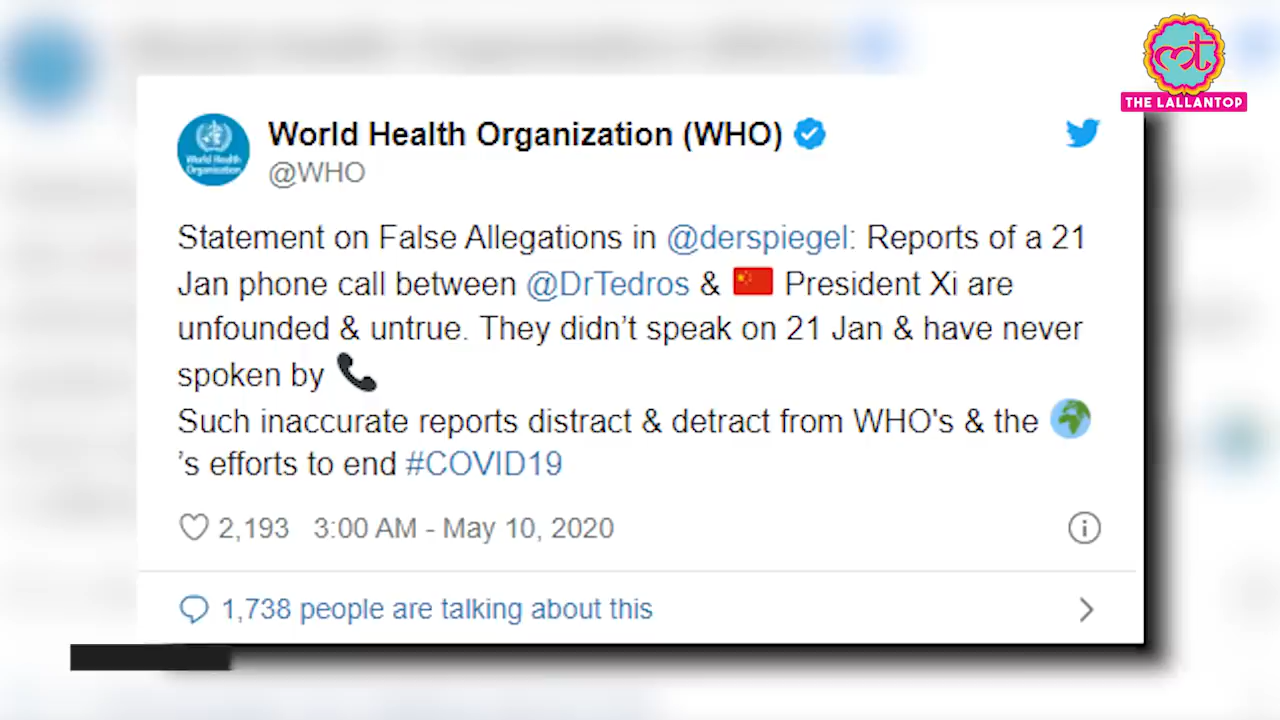 THE LALLANTOP
World Health Organization (WHO)
@WHO
Statement on False Allegations in @derspiegel: Reports of a 21
Jan phone call between @DrTedros & 🇨🇳 President Xi are
unfounded & untrue. They didn’t speak on 21 Jan & have never
spoken by 📞
Such inaccurate reports distract & detract from WHO's & the 🌍
’s efforts to end #COVID19
2,193 3:00 AM - May 10, 2020
1,738 people are talking about this